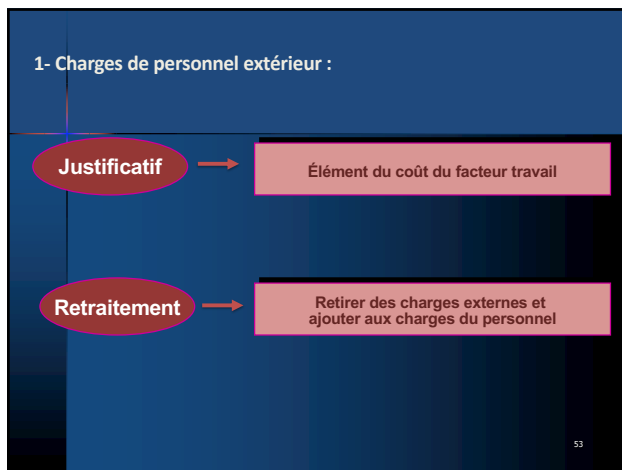 1- Charges de personnel extérieur :
Justificatif
Élément du coût du facteur travail
Retraitement
Retirer des charges externes et
ajouter aux charges du personnel
53